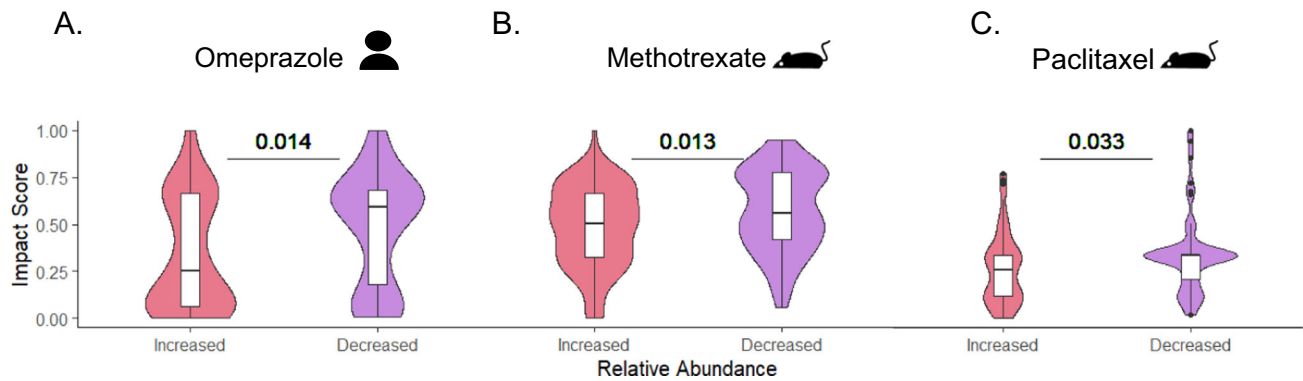 A. B. C.
Omeprazole Methotrexate Paclitaxel
0.014 0.013 0.033
Impact Score
1.00
0.75
0.50
0.25
0.00
Increased Decreased Increased Decreased Increased Decreased
Relative Abundance